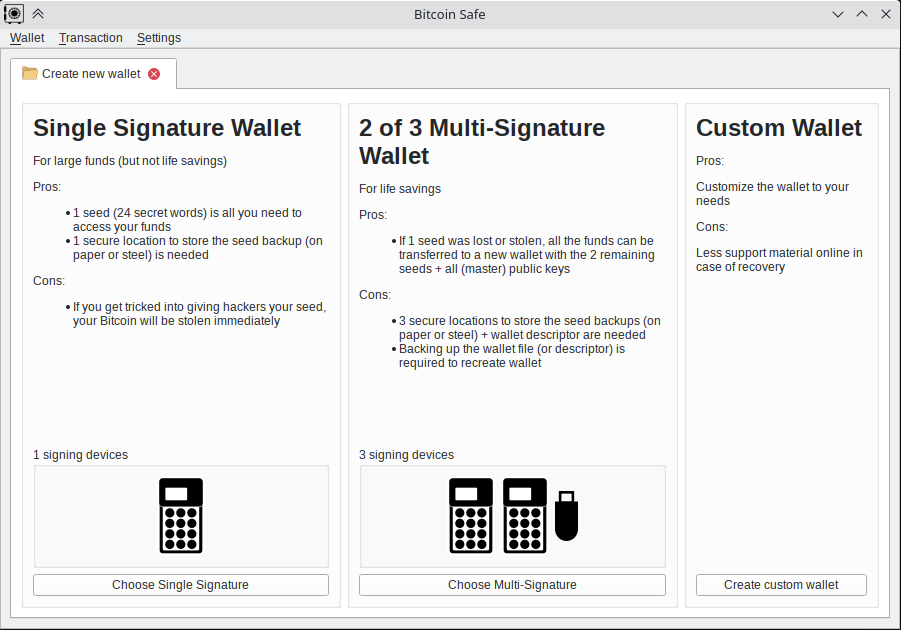 Bitcoin Safe
Wallet Transaction Settings
Create new wallet
Single Signature Wallet
For large funds (but not life savings)
Pros:
1 seed (24 secret words) is all you need to
access your funds
1 secure location to store the seed backup (on
paper or steel) is needed
Cons:
If you get tricked into giving hackers your seed,
your Bitcoin will be stolen immediately
1 signing devices
Choose Single Signature
2 of 3 Multi-Signature
Wallet
For life savings
Pros:
If 1 seed was lost or stolen, all the funds can be
transferred to a new wallet with the 2 remaining
seeds + all (master) public keys
Cons:
3 secure locations to store the seed backups (on
paper or steel) + wallet descriptor are needed
Backing up the wallet file (or descriptor) is
required to recreate wallet
3 signing devices
Choose Multi-Signature
Custom Wallet
Pros:
Customize the wallet to your
needs
Cons:
Less support material online in
case of recovery
Create custom wallet